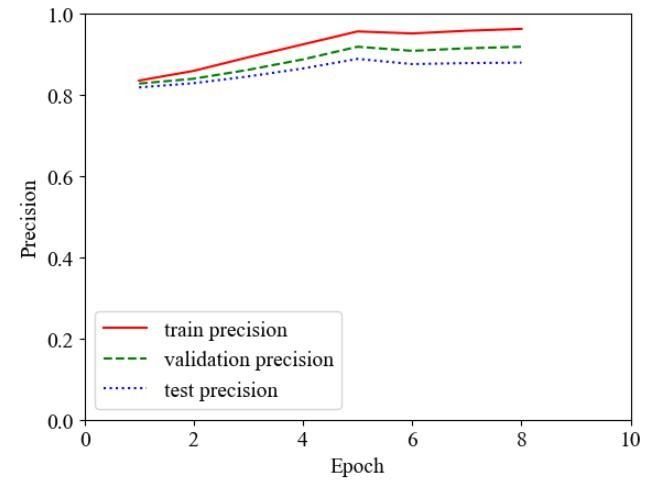 1.0
0.8
0.6
0.4
0.2
0.0
Precision
train precision
validation precision
test precision
0 2 4 6 8 10
Epoch